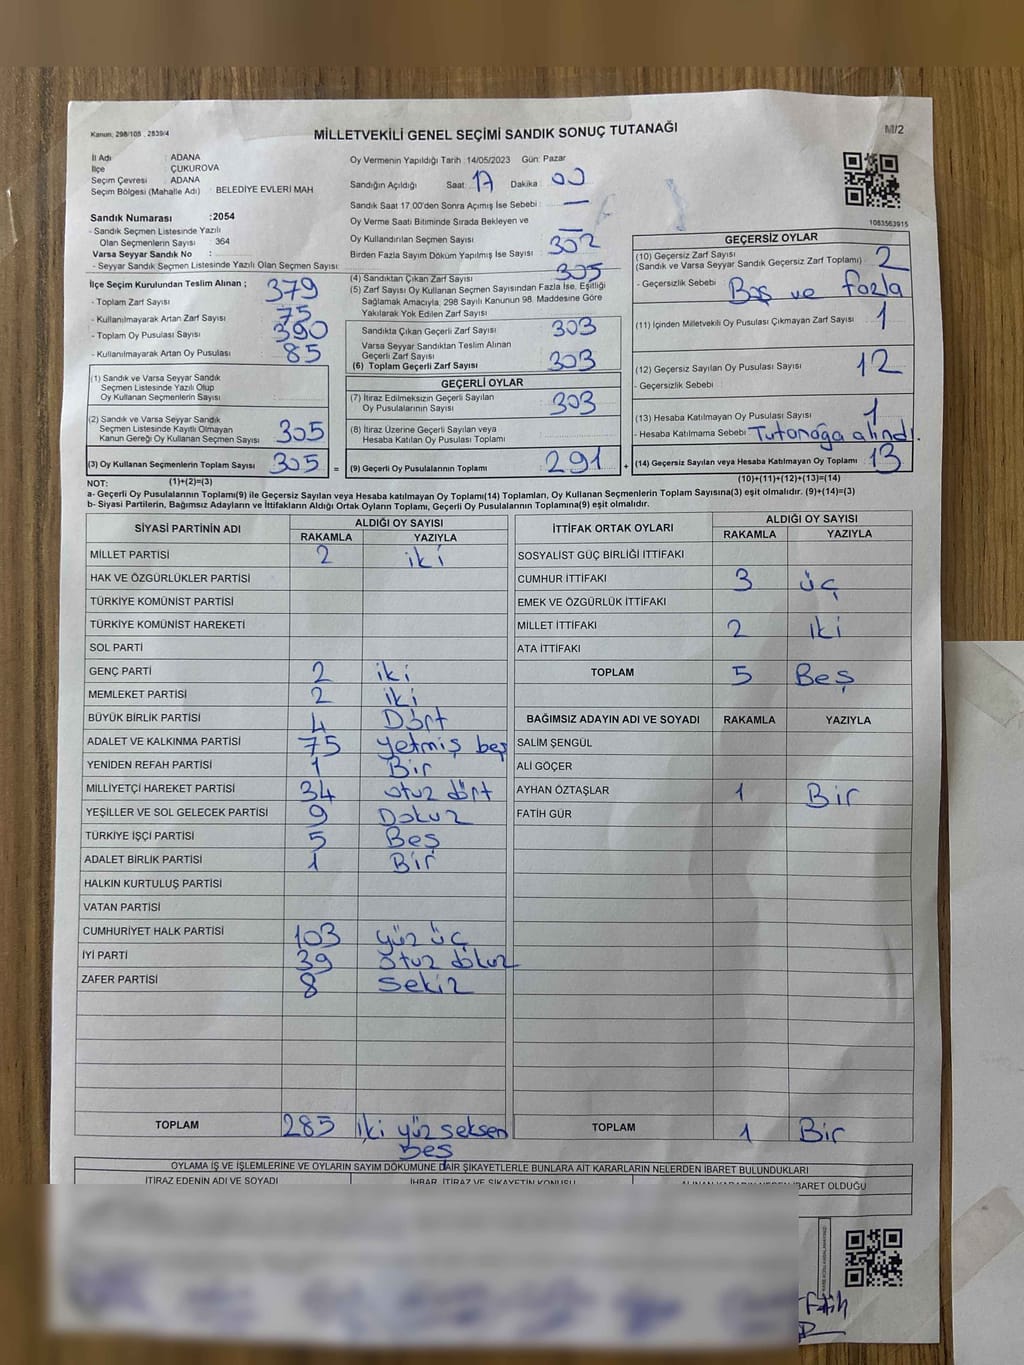 Kanun: 298/105 , 2839/4
MİLLETVEKİLİ GENEL SEÇİMİ SANDIK SONUÇ TUTANAĞI
M/2
İl Adı : ADANA
İlçe : ÇUKUROVA
Seçim Çevresi : ADANA
Seçim Bölgesi (Mahalle Adı) : BELEDİYE EVLERİ MAH
Sandık Numarası :2054
- Sandık Seçmen Listesinde Yazılı
Olan Seçmenlerin Sayısı : 364
Varsa Seyyar Sandık No :
- Seyyar Sandık Seçmen Listesinde Yazılı Olan Seçmen Sayısı:
Oy Vermenin Yapıldığı Tarih :14/05/2023 Gün: Pazar
Sandığın Açıldığı Saat 17 Dakika 00
Sandık Saat 17.00'den Sonra Açımış İse Sebebi : —
Oy Verme Saati Bitiminde Sırada Bekleyen ve
Oy Kullandırılan Seçmen Sayısı : —
Birden Fazla Sayım Döküm Yapılmış İse Sayısı : 302
1083563915
İlçe Seçim Kurulundan Teslim Alınan ;
- Toplam Zarf Sayısı : 379
- Kullanılmayarak Artan Zarf Sayısı : 75
- Toplam Oy Pusulası Sayısı : 390
- Kullanılmayarak Artan Oy Pusulası : 85
(1) Sandık ve Varsa Seyyar Sandık
Seçmen Listesinde Yazılı Olup
Oy Kullanan Seçmenlerin Sayısı :
(2) Sandık ve Varsa Seyyar Sandık
Seçmen Listesinde Kayıtlı Olmayan
Kanun Gereği Oy Kullanan Seçmen Sayısı : 305
(3) Oy Kullanan Seçmenlerin Toplam Sayısı : 305 =
(1)+(2)=(3)
(4) Sandıktan Çıkan Zarf Sayısı : 305
(5) Zarf Sayısı Oy Kullanan Seçmen Sayısından Fazla İse, Eşitliği
Sağlamak Amacıyla, 298 Sayılı Kanunun 98. Maddesine Göre
Yakılarak Yok Edilen Zarf Sayısı :
Sandıkta Çıkan Geçerli Zarf Sayısı : 303
Varsa Seyyar Sandıktan Teslim Alınan
Geçerli Zarf Sayısı
(6) Toplam Geçerli Zarf Sayısı : 303
GEÇERLİ OYLAR
(7) İtiraz Edilmeksizin Geçerli Sayılan
Oy Pusulalarının Sayısı : 303
(8) İtiraz Üzerine Geçerli Sayılan veya
Hesaba Katılan Oy Pusulası Toplamı :
(9) Geçerli Oy Pusulalarının Toplamı : 291 +
GEÇERSİZ OYLAR
(10) Geçersiz Zarf Sayısı
(Sandık ve Varsa Seyyar Sandık Geçersiz Zarf Toplamı) : 2
- Geçersizlik Sebebi : Boş ve fazla
(11) İçinden Milletvekili Oy Pusulası Çıkmayan Zarf Sayısı : 1
(12) Geçersiz Sayılan Oy Pusulası Sayısı : 12
- Geçersizlik Sebebi :
(13) Hesaba Katılmayan Oy Pusulası Sayısı : 1
- Hesaba Katılmama Sebebi : Tutanağa alındı.
(14) Geçersiz Sayılan veya Hesaba Katılmayan Oy Toplamı : 13
(10)+(11)+(12)+(13)=(14)
NOT:
a- Geçerli Oy Pusulalarının Toplamı(9) ile Geçersiz Sayılan veya Hesaba katılmayan Oy Toplamı(14) Toplamları, Oy Kullanan Seçmenlerin Toplam Sayısına(3) eşit olmalıdır. (9)+(14)=(3)
b- Siyasi Partilerin, Bağımsız Adayların ve İttifakların Aldığı Ortak Oyların Toplamı, Geçerli Oy Pusulalarının Toplamına(9) eşit olmalıdır.
SİYASİ PARTİNİN ADI ALDIĞI OY SAYISI
RAKAMLA YAZIYLA
MİLLET PARTİSİ 2 iki
HAK VE ÖZGÜRLÜKLER PARTİSİ
TÜRKİYE KOMÜNİST PARTİSİ
TÜRKİYE KOMÜNİST HAREKETİ
SOL PARTİ
GENÇ PARTİ 2 iki
MEMLEKET PARTİSİ 2 iki
BÜYÜK BİRLİK PARTİSİ 4 Dört
ADALET VE KALKINMA PARTİSİ 75 yetmiş beş
YENİDEN REFAH PARTİSİ 1 Bir
MİLLİYETÇİ HAREKET PARTİSİ 34 otuz dört
YEŞİLLER VE SOL GELECEK PARTİSİ 9 Dokuz
TÜRKİYE İŞÇİ PARTİSİ 5 Beş
ADALET BİRLİK PARTİSİ 1 Bir
HALKIN KURTULUŞ PARTİSİ
VATAN PARTİSİ
CUMHURİYET HALK PARTİSİ 103 yüz üç
İYİ PARTİ 39 otuz dokuz
ZAFER PARTİSİ 8 sekiz
TOPLAM 285 iki yüz seksen
beş
İTTİFAK ORTAK OYLARI ALDIĞI OY SAYISI
RAKAMLA YAZIYLA
SOSYALİST GÜÇ BİRLİĞİ İTTİFAKI
CUMHUR İTTİFAKI 3 üç
EMEK VE ÖZGÜRLÜK İTTİFAKI
MİLLET İTTİFAKI 2 iki
ATA İTTİFAKI
TOPLAM 5 Beş
BAĞIMSIZ ADAYIN ADI VE SOYADI RAKAMLA YAZIYLA
SALİM ŞENGÜL
ALİ GÖÇER
AYHAN ÖZTAŞLAR 1 Bir
FATİH GÜR
TOPLAM 1 Bir
OYLAMA İŞ VE İŞLEMLERİNE VE OYLARIN SAYIM DÖKÜMÜNE DAİR ŞİKAYETLERLE BUNLARA AİT KARARLARIN NELERDEN İBARET BULUNDUKLARI
İTİRAZ EDENİN ADI VE SOYADI İHBAR, İTİRAZ VE ŞİKAYETİN KONUSU ALINAN KARARIN NEDEN İBARET OLDUĞU